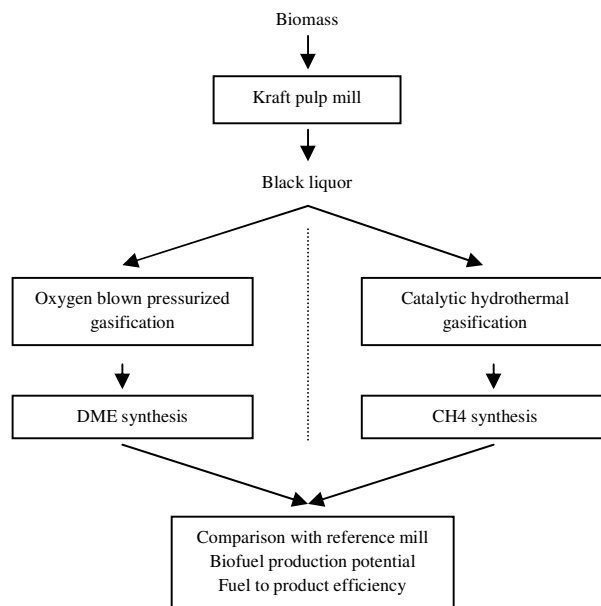 Biomass
Kraft pulp mill
Black liquor
Oxygen blown pressurized
gasification
DME synthesis
Catalytic hydrothermal
gasification
CH4 synthesis
Comparison with reference mill
Biofuel production potential
Fuel to product efficiency